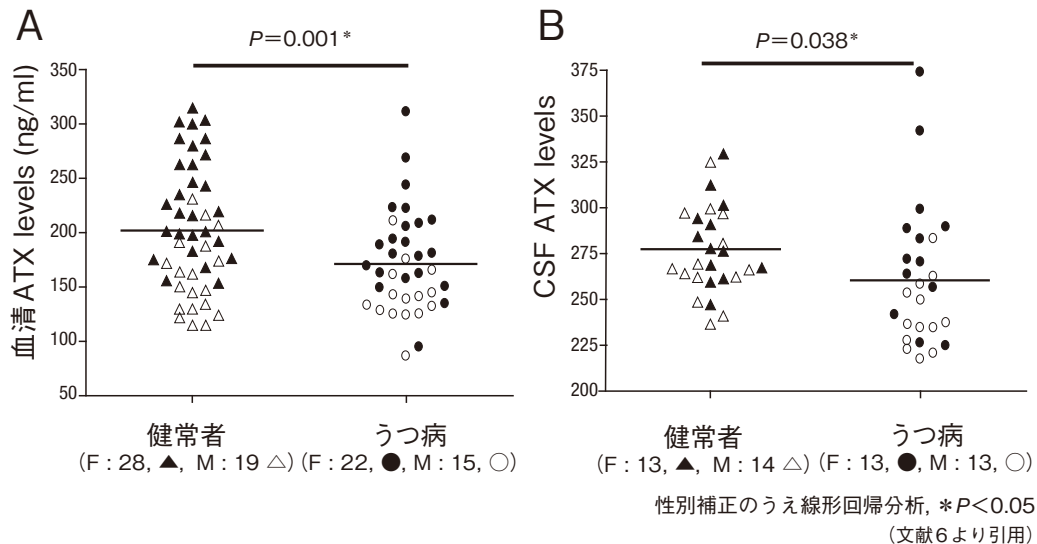 A
P＝0.001*
血清 ATX levels (ng/ml)
350
300
250
200
150
100
50
健常者
うつ病
(F : 28, ▲, M : 19 △) (F : 22, ●, M : 15, ○)
B
P＝0.038*
CSF ATX levels
375
350
325
300
275
250
225
200
健常者
うつ病
(F : 13, ▲, M : 14 △) (F : 13, ●, M : 13, ○)
性別補正のうえ線形回帰分析, ＊P＜0.05
（文献6より引用）